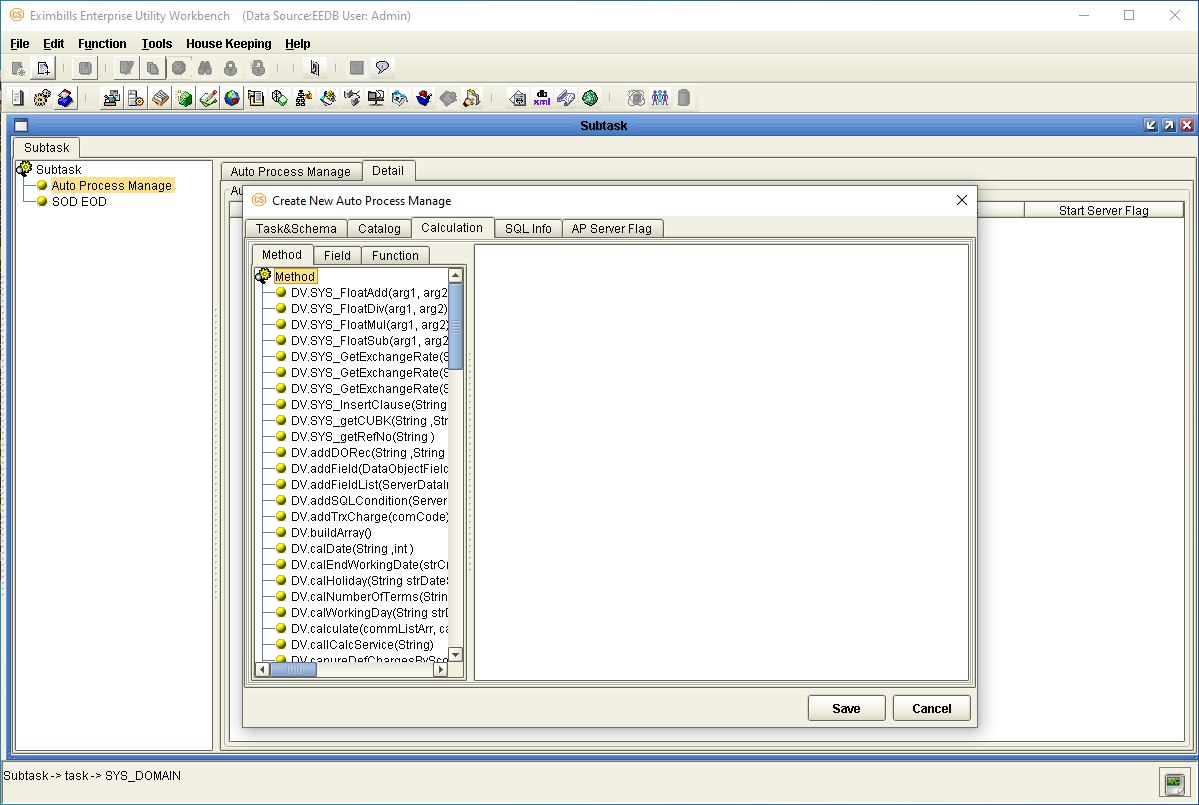 Eximbills Enterprise Utility Workbench (Data Source:EEDB User: Admin)
File Edit Function Tools House Keeping Help
Subtask
Subtask
Subtask
Auto Process Manage
SOD EOD
Auto Process Manage Detail
Au
Start Server Flag
Create New Auto Process Manage
Task&Schema Catalog Calculation SQL Info AP Server Flag
Method Field Function
Method
DV.SYS_FloatAdd(arg1, arg2
DV.SYS_FloatDiv(arg1, arg2)
DV.SYS_FloatMul(arg1, arg2)
DV.SYS_FloatSub(arg1, arg2
DV.SYS_GetExchangeRate(S
DV.SYS_GetExchangeRate(S
DV.SYS_GetExchangeRate(S
DV.SYS_InsertClause(String
DV.SYS_getCUBK(String ,Str
DV.SYS_getRefNo(String )
DV.addDORec(String ,String
DV.addField(DataObjectField
DV.addFieldList(ServerDataI
DV.addSQLCondition(Server
DV.addTrxCharge(comCode)
DV.buildArray()
DV.calDate(String ,int )
DV.calEndWorkingDate(strC
DV.calHoliday(String strDateS
DV.calNumberOfTerms(Strin
DV.calWorkingDay(String strD
DV.calculate(commListArr, ca
DV.callCalcService(String)
DV.canureDefChargesBySco
Save Cancel
Subtask -> task -> SYS_DOMAIN